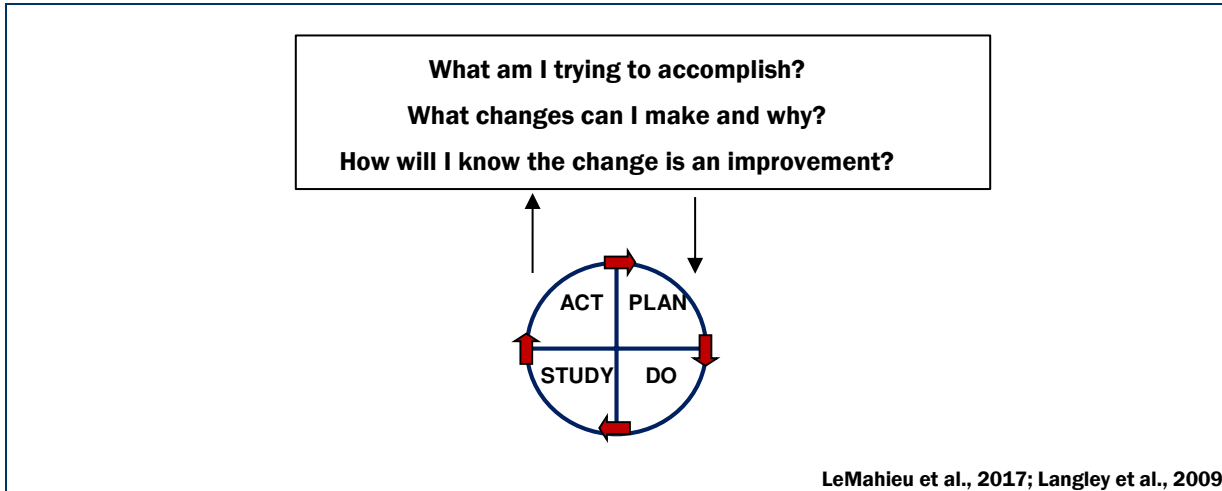 What am I trying to accomplish?
What changes can I make and why?
How will I know the change is an improvement?
ACT PLAN
STUDY DO
LeMahieu et al., 2017; Langley et al., 2009